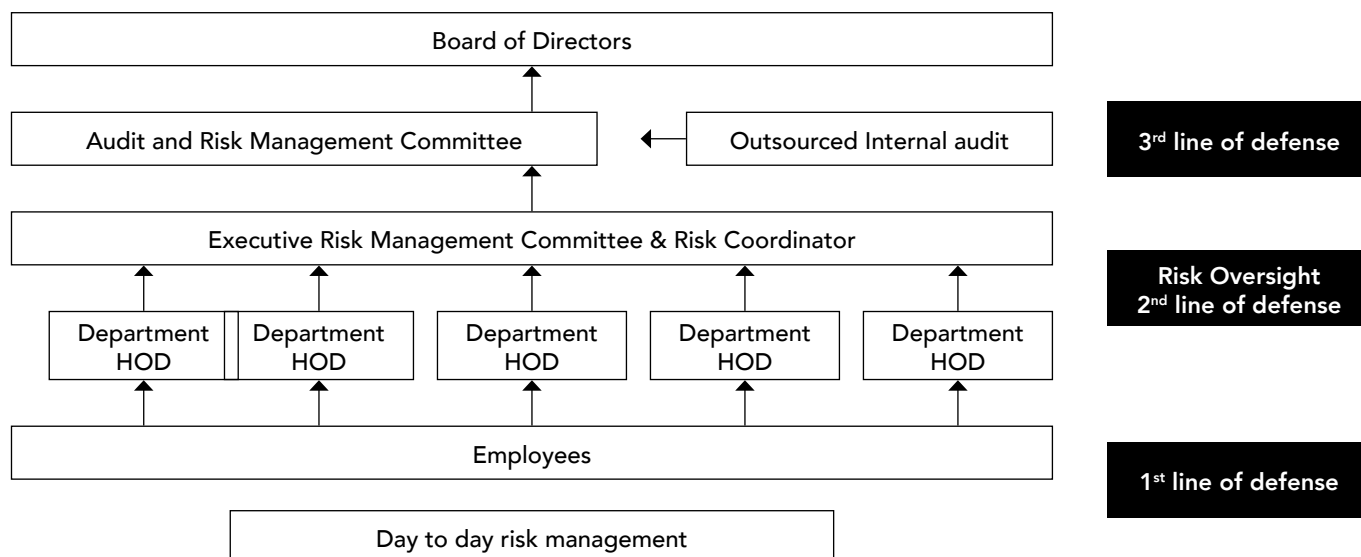 Board of Directors
Audit and Risk Management Committee
Outsourced Internal audit
3rd line of defense
Executive Risk Management Committee & Risk Coordinator
Risk Oversight
2nd line of defense
Department
HOD
Department
HOD
Department
HOD
Department
HOD
Department
HOD
Employees
1st line of defense
Day to day risk management